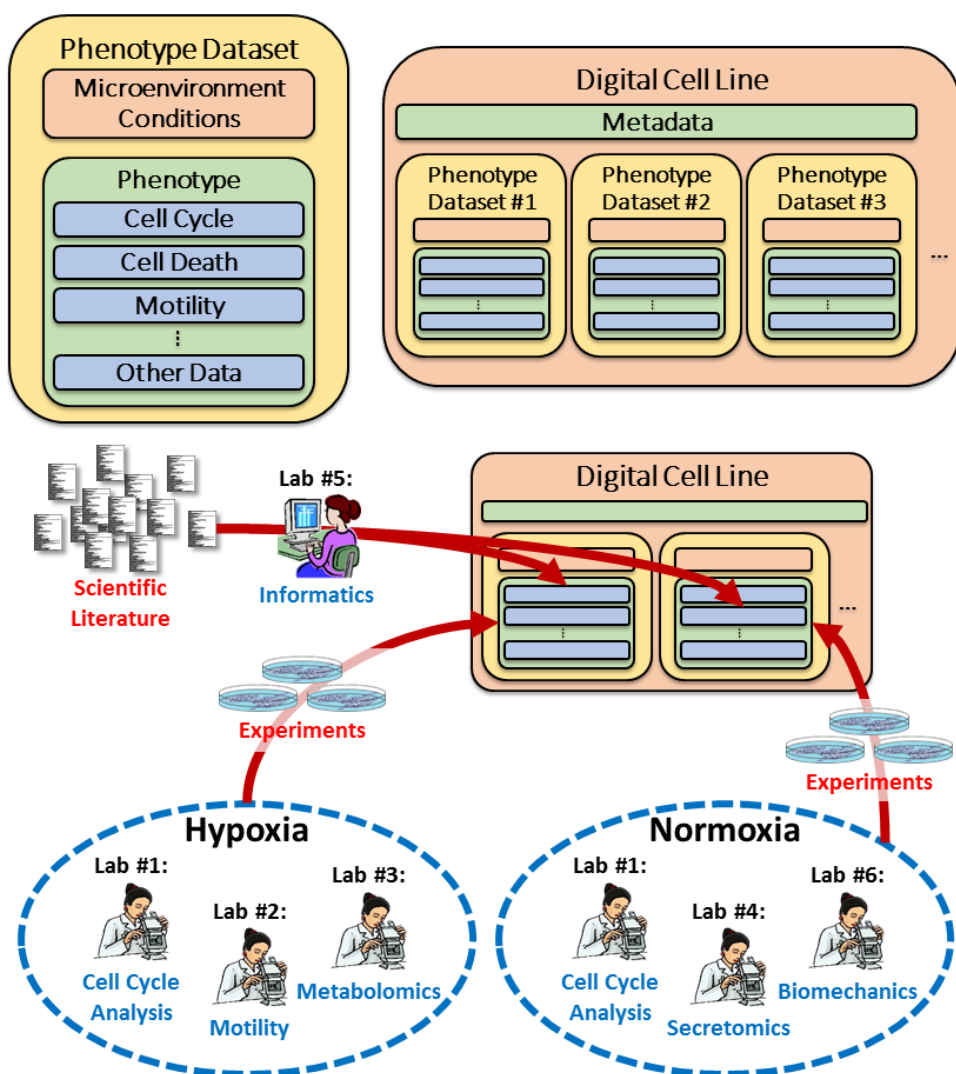 Phenotype Dataset
Microenvironment
Conditions
Phenotype
Cell Cycle
Cell Death
Motility
...
Other Data
Digital Cell Line
Metadata
Phenotype
Dataset #1
...
Phenotype
Dataset #2
...
Phenotype
Dataset #3
...
...
Scientific
Literature
Lab #5:
Informatics
Digital Cell Line
...
...
...
Experiments
Experiments
Hypoxia
Lab #1:
Cell Cycle
Analysis
Lab #2:
Motility
Lab #3:
Metabolomics
Normoxia
Lab #1:
Cell Cycle
Analysis
Lab #4:
Secretomics
Lab #6:
Biomechanics